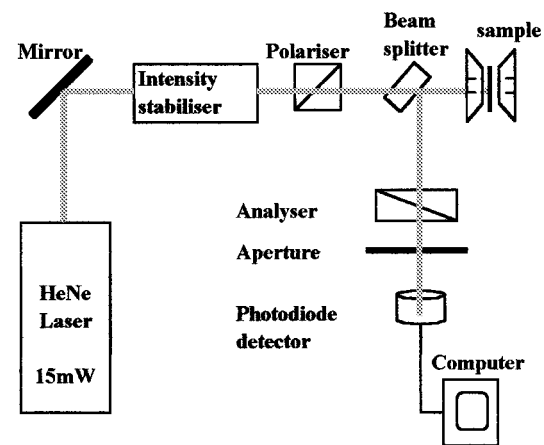 Mirror
Intensity
stabiliser
Polariser
Beam
splitter
sample
Analyser
Aperture
HeNe
Laser
15mW
Photodiode
detector
Computer